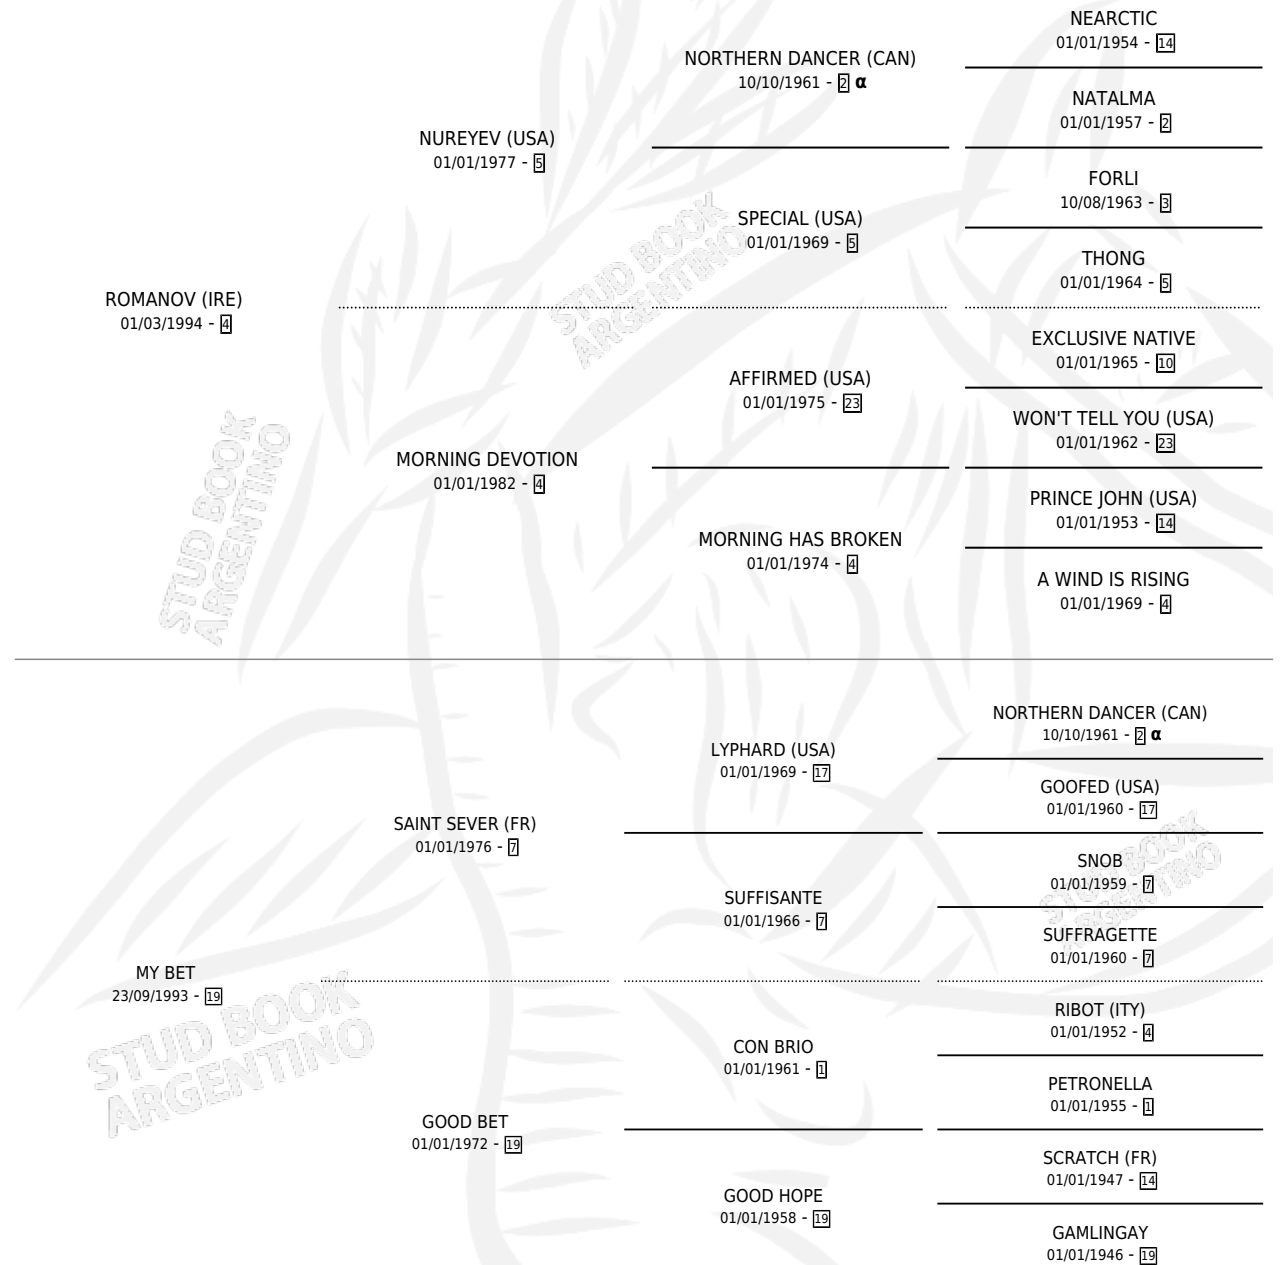 NEARCTIC
01/01/1954 - 14
NORTHERN DANCER (CAN)
10/10/1961 - 2 α
NATALMA
01/01/1957 - 2
NUREYEV (USA)
01/01/1977 - 5
FORLI
10/08/1963 - 3
SPECIAL (USA)
01/01/1969 - 5
THONG
01/01/1964 - 5
ROMANOV (IRE)
01/03/1994 - 4
EXCLUSIVE NATIVE
01/01/1965 - 10
AFFIRMED (USA)
01/01/1975 - 23
WON'T TELL YOU (USA)
01/01/1962 - 23
MORNING DEVOTION
01/01/1982 - 4
PRINCE JOHN (USA)
01/01/1953 - 14
MORNING HAS BROKEN
01/01/1974 - 4
A WIND IS RISING
01/01/1969 - 4
NORTHERN DANCER (CAN)
10/10/1961 - 2 α
LYPHARD (USA)
01/01/1969 - 17
GOOFED (USA)
01/01/1960 - 17
SAINT SEVER (FR)
01/01/1976 - 7
SNOB
01/01/1959 - 7
SUFFISANTE
01/01/1966 - 7
SUFFRAGETTE
01/01/1960 - 7
MY BET
23/09/1993 - 19
RIBOT (ITY)
01/01/1952 - 4
CON BRIO
01/01/1961 - 1
PETRONELLA
01/01/1955 - 1
GOOD BET
01/01/1972 - 19
SCRATCH (FR)
01/01/1947 - 14
GOOD HOPE
01/01/1958 - 19
GAMLINGAY
01/01/1946 - 19
STUD BOOK
ARGENTINO
STUD BOOK
ARGENTINO
STUD BOOK
ARGENTINO
STUD BOOK
ARGENTINO